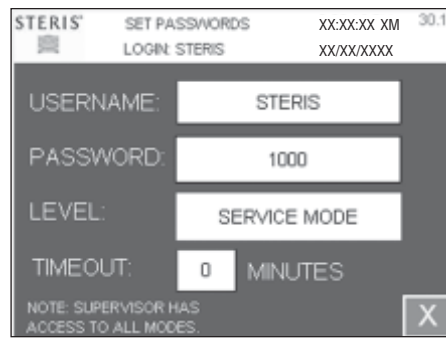 STERIS® SET PASSWORDS XX:XX:XX XM 30.1
LOGIN: STERIS XX/XX/XXXX
USERNAME: STERIS
PASSWORD: 1000
LEVEL: SERVICE MODE
TIMEOUT: 0 MINUTES
NOTE: SUPERVISOR HAS
ACCESS TO ALL MODES.
X